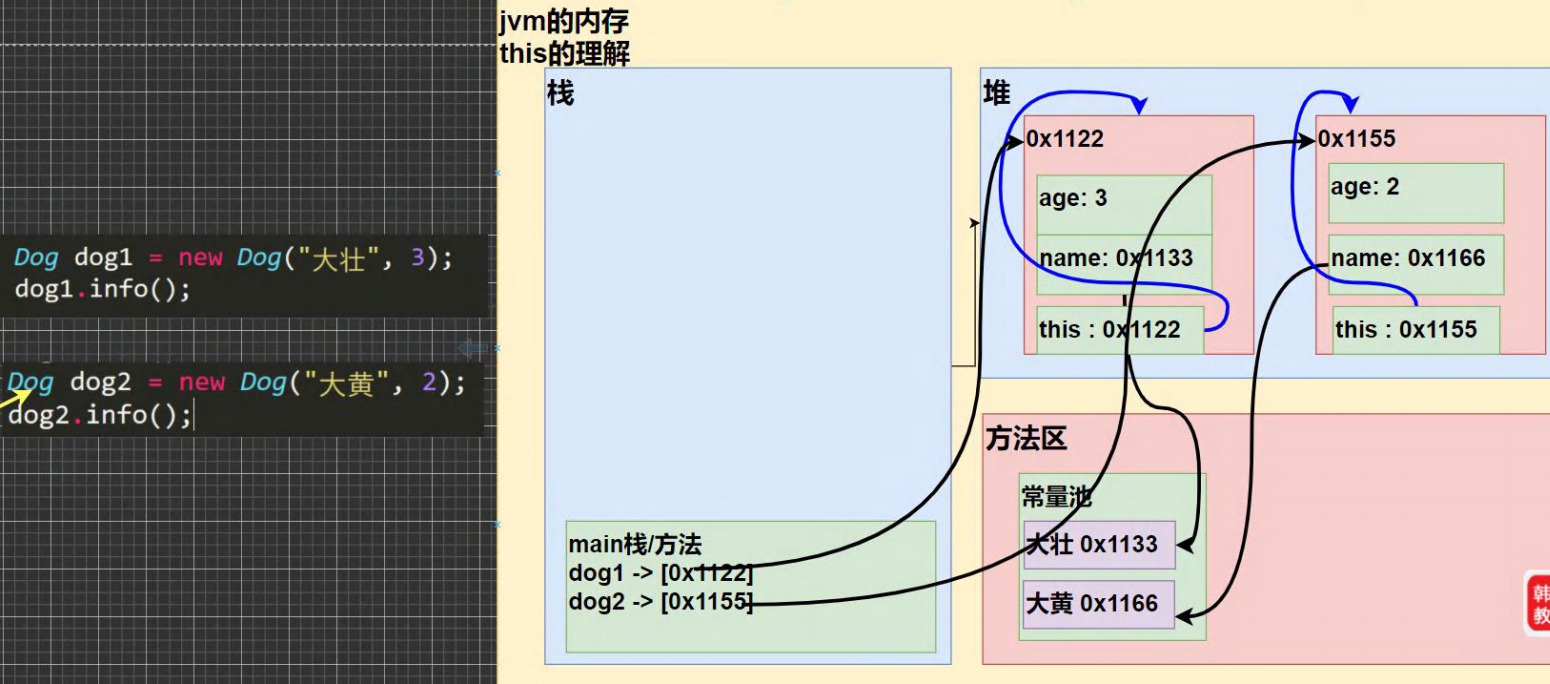 Dog dog1 = new Dog("大壮", 3);
dog1.info();
Dog dog2 = new Dog("大黄", 2);
dog2.info();
jvm的内存
this的理解
栈
main栈/方法
dog1 -> [0x1122]
dog2 -> [0x1155]
堆
0x1122
age: 3
name: 0x1133
this : 0x1122
0x1155
age: 2
name: 0x1166
this : 0x1155
方法区
常量池
大壮 0x1133
大黄 0x1166
韩
教